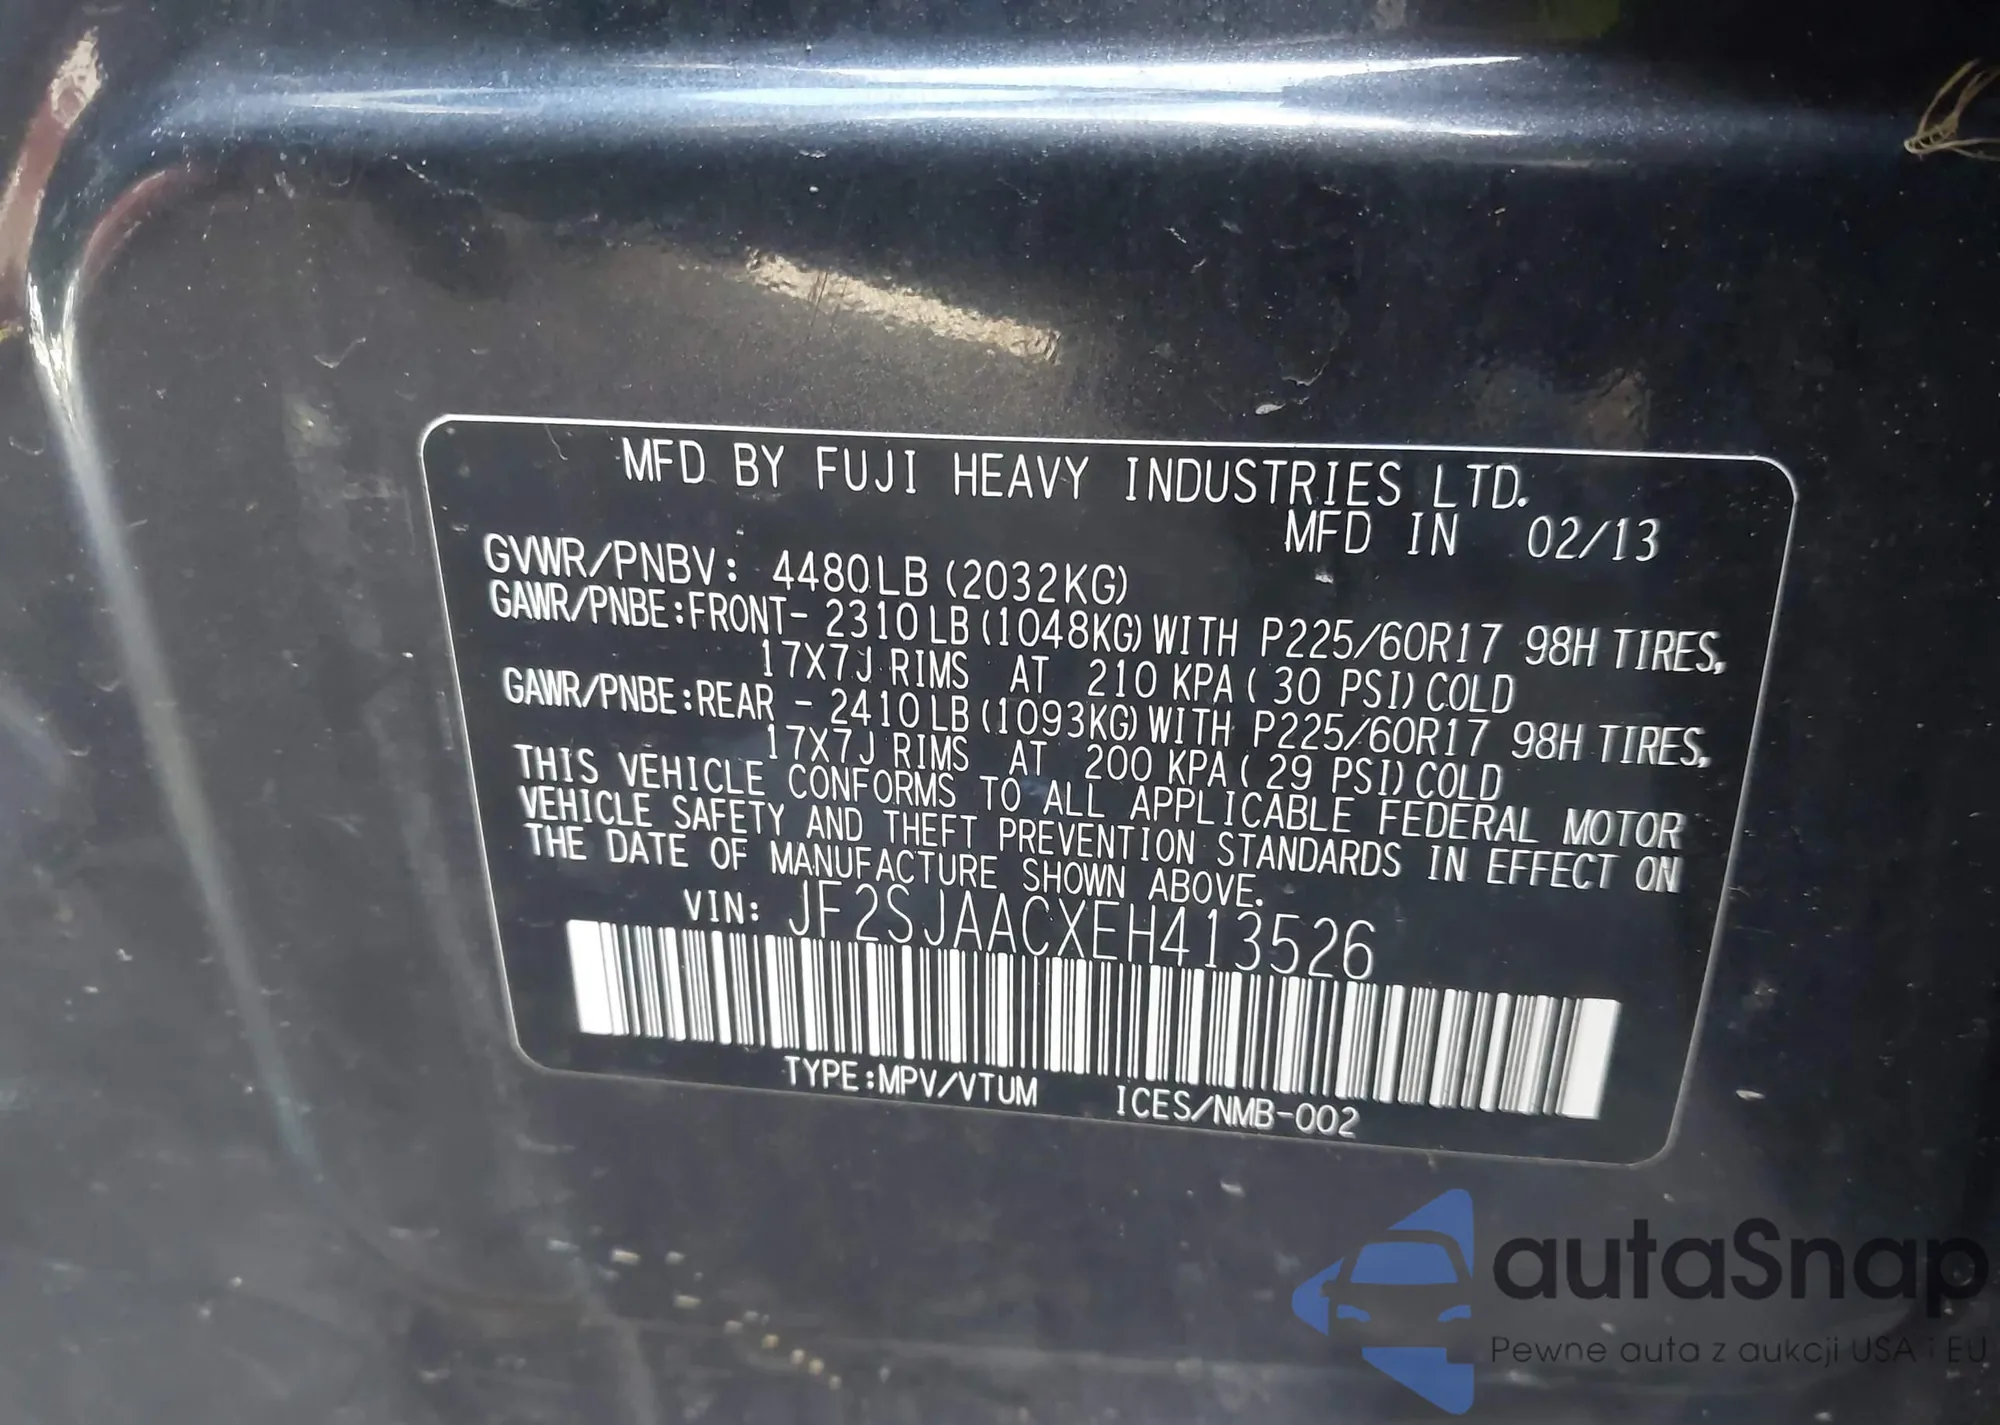 MFD BY FUJI HEAVY INDUSTRIES LTD.
MFD IN 02/13
GVWR/PNBV: 4480LB (2032KG)
GAWR/PNBE:FRONT- 2310LB (1048KG) WITH P225/60R17 98H TIRES,
17X7J RIMS AT 210 KPA ( 30 PSI) COLD
GAWR/PNBE:REAR - 2410LB (1093KG) WITH P225/60R17 98H TIRES,
17X7J RIMS AT 200 KPA ( 29 PSI) COLD
THIS VEHICLE CONFORMS TO ALL APPLICABLE FEDERAL MOTOR
VEHICLE SAFETY AND THEFT PREVENTION STANDARDS IN EFFECT ON
THE DATE OF MANUFACTURE SHOWN ABOVE.
VIN: JF2SJAACXEH413526
TYPE:MPV/VTUM ICES/NMB-002
autaSnap
Pewne auta z aukcji USA i EU